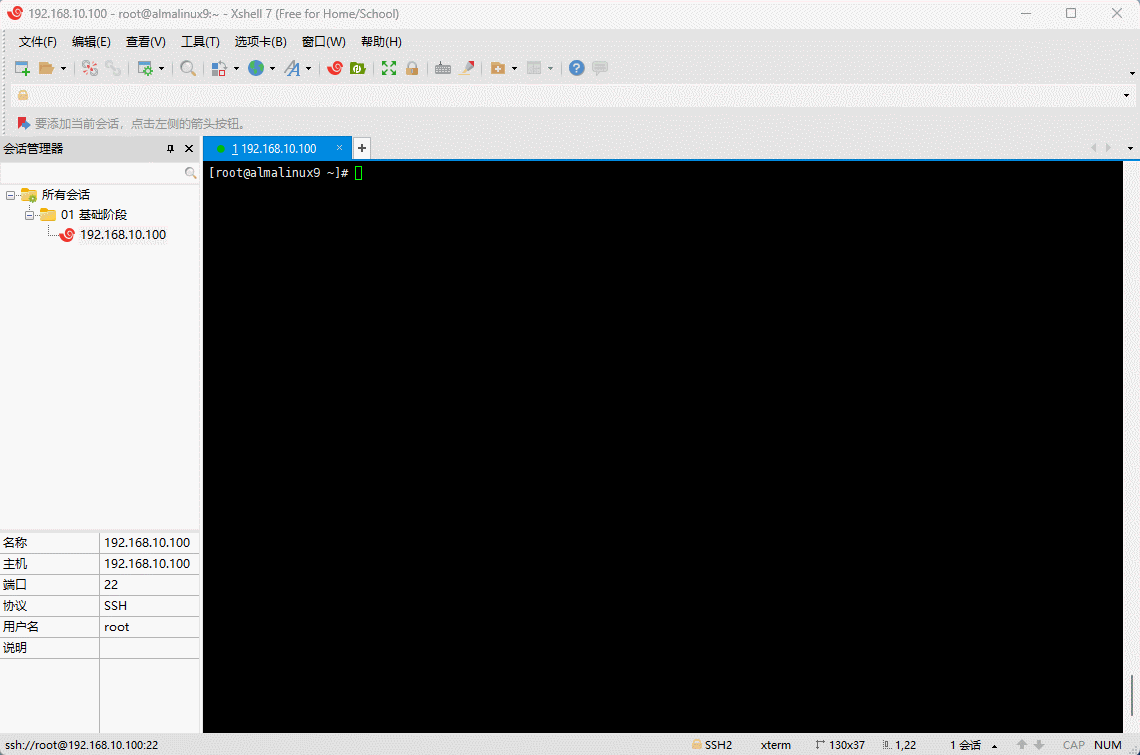 192.168.10.100 - root@almalinux9:~ - Xshell 7 (Free for Home/School)
文件(F) 编辑(E) 查看(V) 工具(T) 选项卡(B) 窗口(W) 帮助(H)
要添加当前会话，点击左侧的箭头按钮。
会话管理器
1 192.168.10.100
[root@almalinux9 ~]#
所有会话
01 基础阶段
192.168.10.100
名称 192.168.10.100
主机 192.168.10.100
端口 22
协议 SSH
用户名 root
说明
ssh://root@192.168.10.100:22 SSH2 xterm 130x37 1,22 1 会话 CAP NUM